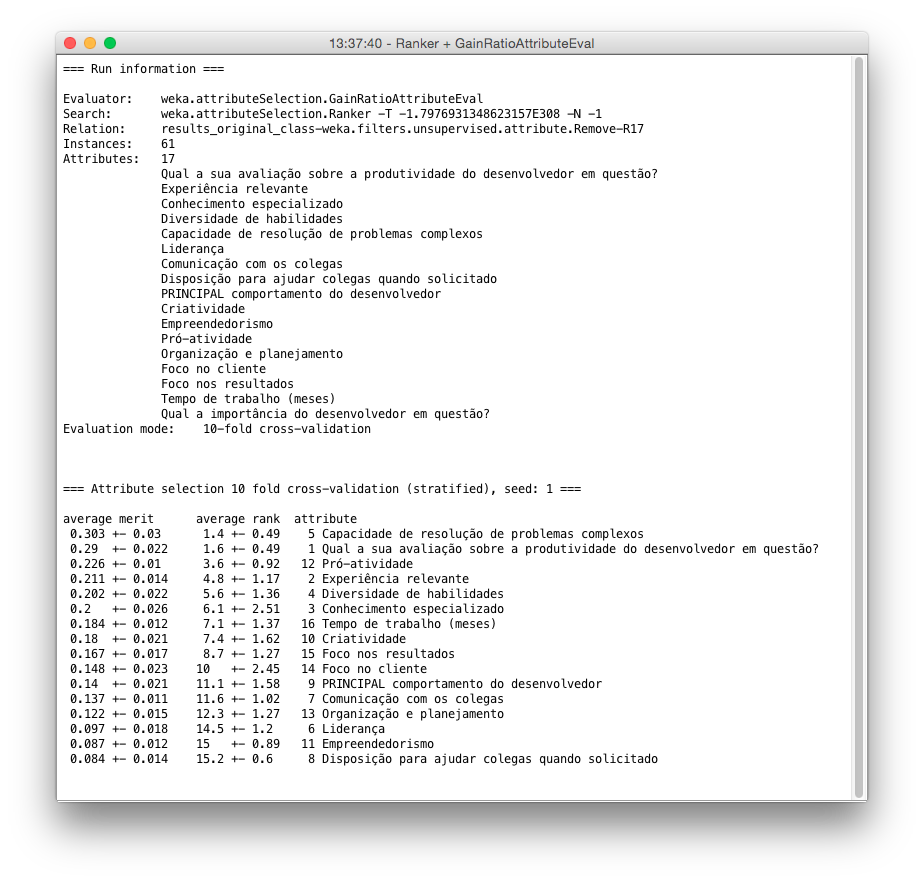 13:37:40 - Ranker + GainRatioAttributeEval
=== Run information ===
Evaluator:    weka.attributeSelection.GainRatioAttributeEval
Search:       weka.attributeSelection.Ranker -T -1.7976931348623157E308 -N -1
Relation:     results_original_class-weka.filters.unsupervised.attribute.Remove-R17
Instances:    61
Attributes:   17
              Qual a sua avaliação sobre a produtividade do desenvolvedor em questão?
              Experiência relevante
              Conhecimento especializado
              Diversidade de habilidades
              Capacidade de resolução de problemas complexos
              Liderança
              Comunicação com os colegas
              Disposição para ajudar colegas quando solicitado
              PRINCIPAL comportamento do desenvolvedor
              Criatividade
              Empreendedorismo
              Pró-atividade
              Organização e planejamento
              Foco no cliente
              Foco nos resultados
              Tempo de trabalho (meses)
              Qual a importância do desenvolvedor em questão?
Evaluation mode:    10-fold cross-validation
=== Attribute selection 10 fold cross-validation (stratified), seed: 1 ===
average merit      average rank  attribute
 0.303 +- 0.03      1.4 +- 0.49    5 Capacidade de resolução de problemas complexos
 0.29  +- 0.022     1.6 +- 0.49    1 Qual a sua avaliação sobre a produtividade do desenvolvedor em questão?
 0.226 +- 0.01      3.6 +- 0.92   12 Pró-atividade
 0.211 +- 0.014     4.8 +- 1.17    2 Experiência relevante
 0.202 +- 0.022     5.6 +- 1.36    4 Diversidade de habilidades
 0.2   +- 0.026     6.1 +- 2.51    3 Conhecimento especializado
 0.184 +- 0.012     7.1 +- 1.37   16 Tempo de trabalho (meses)
 0.18  +- 0.021     7.4 +- 1.62   10 Criatividade
 0.167 +- 0.017     8.7 +- 1.27   15 Foco nos resultados
 0.148 +- 0.023    10   +- 2.45   14 Foco no cliente
 0.14  +- 0.021    11.1 +- 1.58    9 PRINCIPAL comportamento do desenvolvedor
 0.137 +- 0.011    11.6 +- 1.02    7 Comunicação com os colegas
 0.122 +- 0.015    12.3 +- 1.27   13 Organização e planejamento
 0.097 +- 0.018    14.5 +- 1.2     6 Liderança
 0.087 +- 0.012    15   +- 0.89   11 Empreendedorismo
 0.084 +- 0.014    15.2 +- 0.6     8 Disposição para ajudar colegas quando solicitado